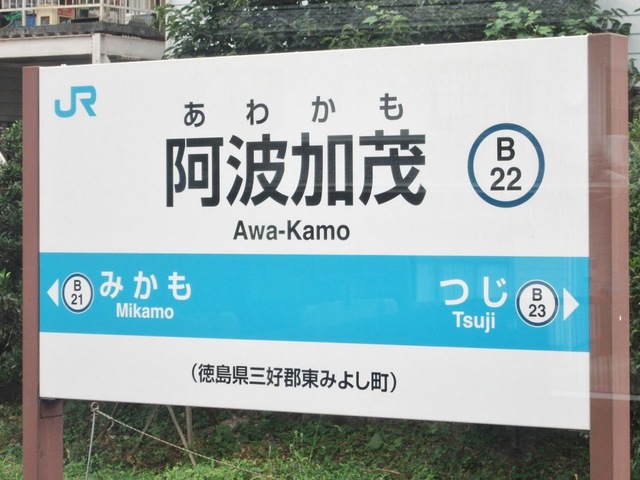 JR
あわかも
阿波加茂
B
22
Awa-Kamo
B
21
みかも
Mikamo
つじ
Tsuji
B
23
（徳島県三好郡東みよし町）